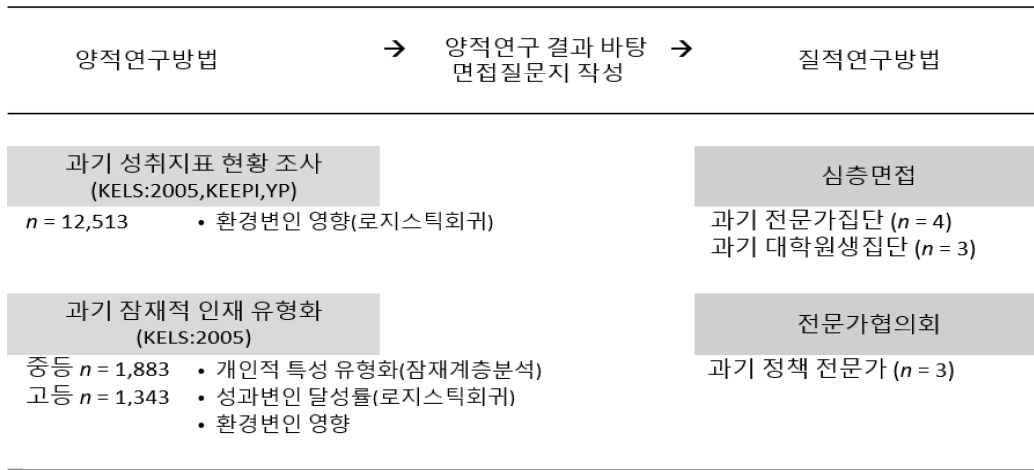 양적연구방법 → 양적연구 결과 바탕 → 질적연구방법
면접질문지 작성
과기 성취지표 현황 조사
(KELS:2005,KEEPI,YP)
n = 12,513 • 환경변인 영향(로지스틱회귀)
과기 잠재적 인재 유형화
(KELS:2005)
중등 n = 1,883 • 개인적 특성 유형화(잠재계층분석)
고등 n = 1,343 • 성과변인 달성률(로지스틱회귀)
• 환경변인 영향
심층면접
과기 전문가집단 (n = 4)
과기 대학원생집단 (n = 3)
전문가협의회
과기 정책 전문가 (n = 3)